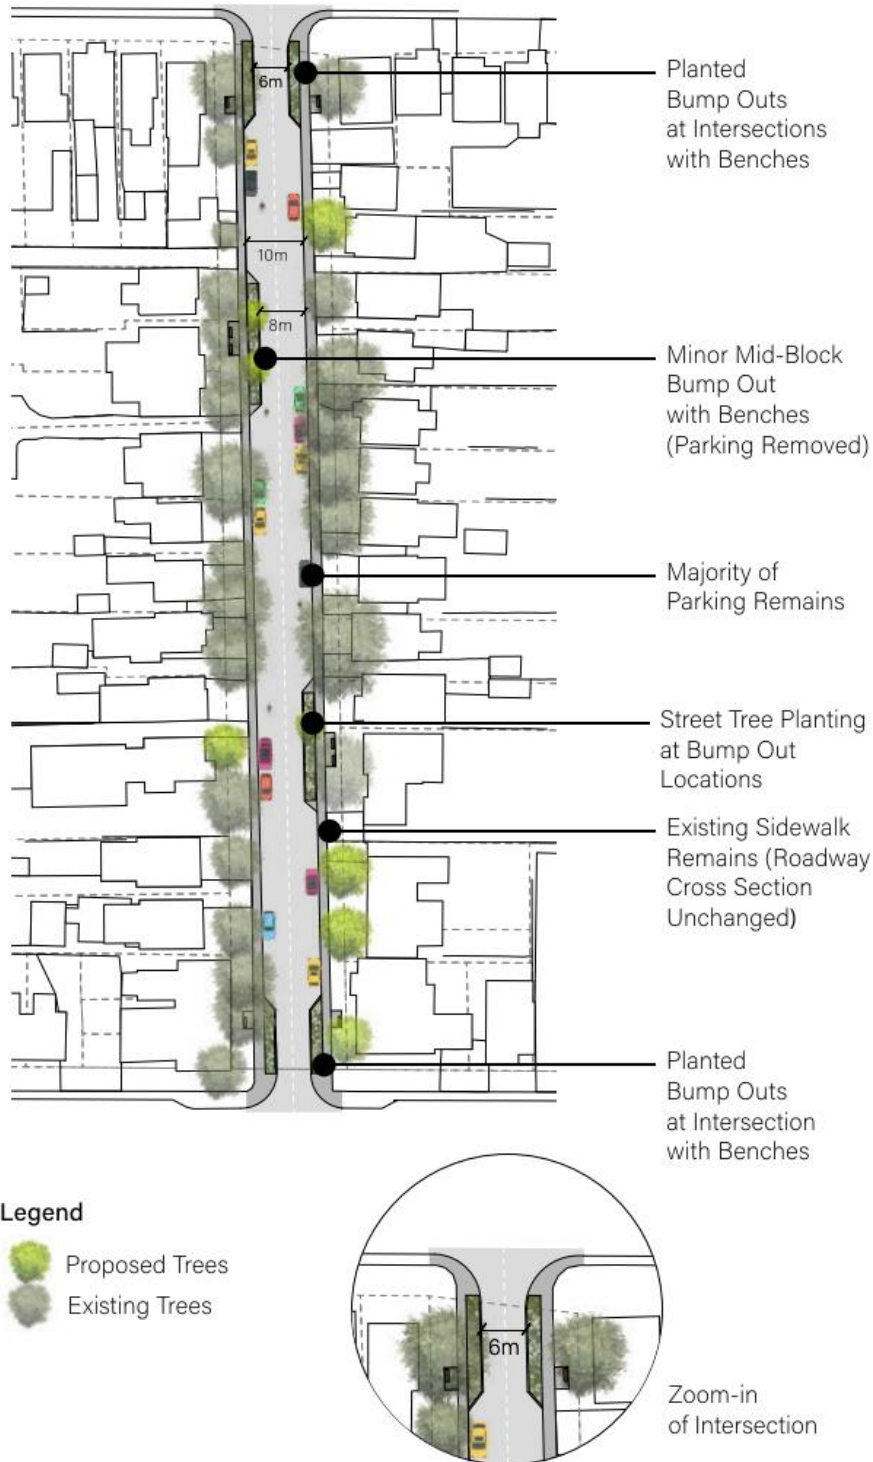 Planted
Bump Outs
at Intersections
with Benches
6m
10m
8m
Minor Mid-Block
Bump Out
with Benches
(Parking Removed)
Majority of
Parking Remains
Street Tree Planting
at Bump Out
Locations
Existing Sidewalk
Remains (Roadway
Cross Section
Unchanged)
Planted
Bump Outs
at Intersection
with Benches
Legend
Proposed Trees
Existing Trees
6m
Zoom-in
of Intersection